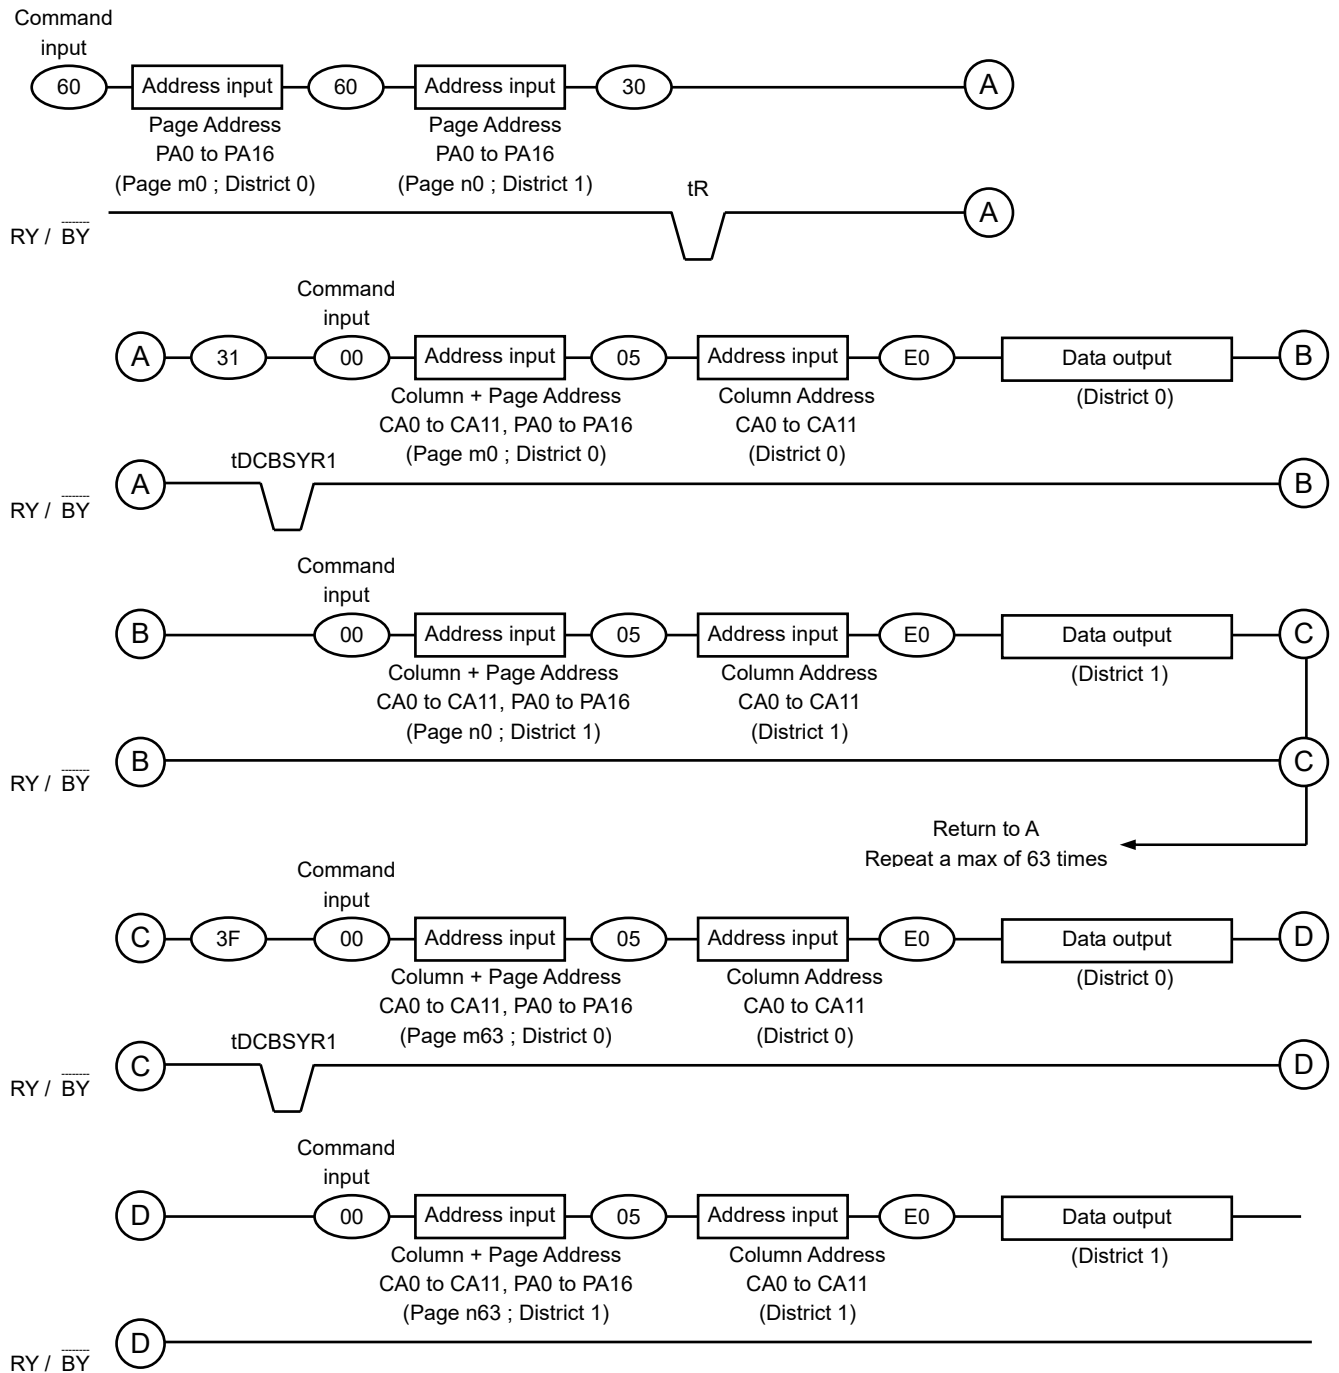 Command
input
60
Address input
60
Address input
30
A
Page Address
PA0 to PA16
(Page m0 ; District 0)
Page Address
PA0 to PA16
(Page n0 ; District 1)
tR
A
RY / BY
Command
input
A
31
00
Address input
05
Address input
E0
Data output
B
Column + Page Address
CA0 to CA11, PA0 to PA16
(Page m0 ; District 0)
Column Address
CA0 to CA11
(District 0)
(District 0)
tDCBSYR1
A
B
RY / BY
Command
input
B
00
Address input
05
Address input
E0
Data output
C
Column + Page Address
CA0 to CA11, PA0 to PA16
(Page n0 ; District 1)
Column Address
CA0 to CA11
(District 1)
(District 1)
B
C
RY / BY
Return to A
Repeat a max of 63 times
Command
input
C
3F
00
Address input
05
Address input
E0
Data output
D
Column + Page Address
CA0 to CA11, PA0 to PA16
(Page m63 ; District 0)
Column Address
CA0 to CA11
(District 0)
(District 0)
tDCBSYR1
C
D
RY / BY
Command
input
D
00
Address input
05
Address input
E0
Data output
Column + Page Address
CA0 to CA11, PA0 to PA16
(Page n63 ; District 1)
Column Address
CA0 to CA11
(District 1)
(District 1)
D
RY / BY